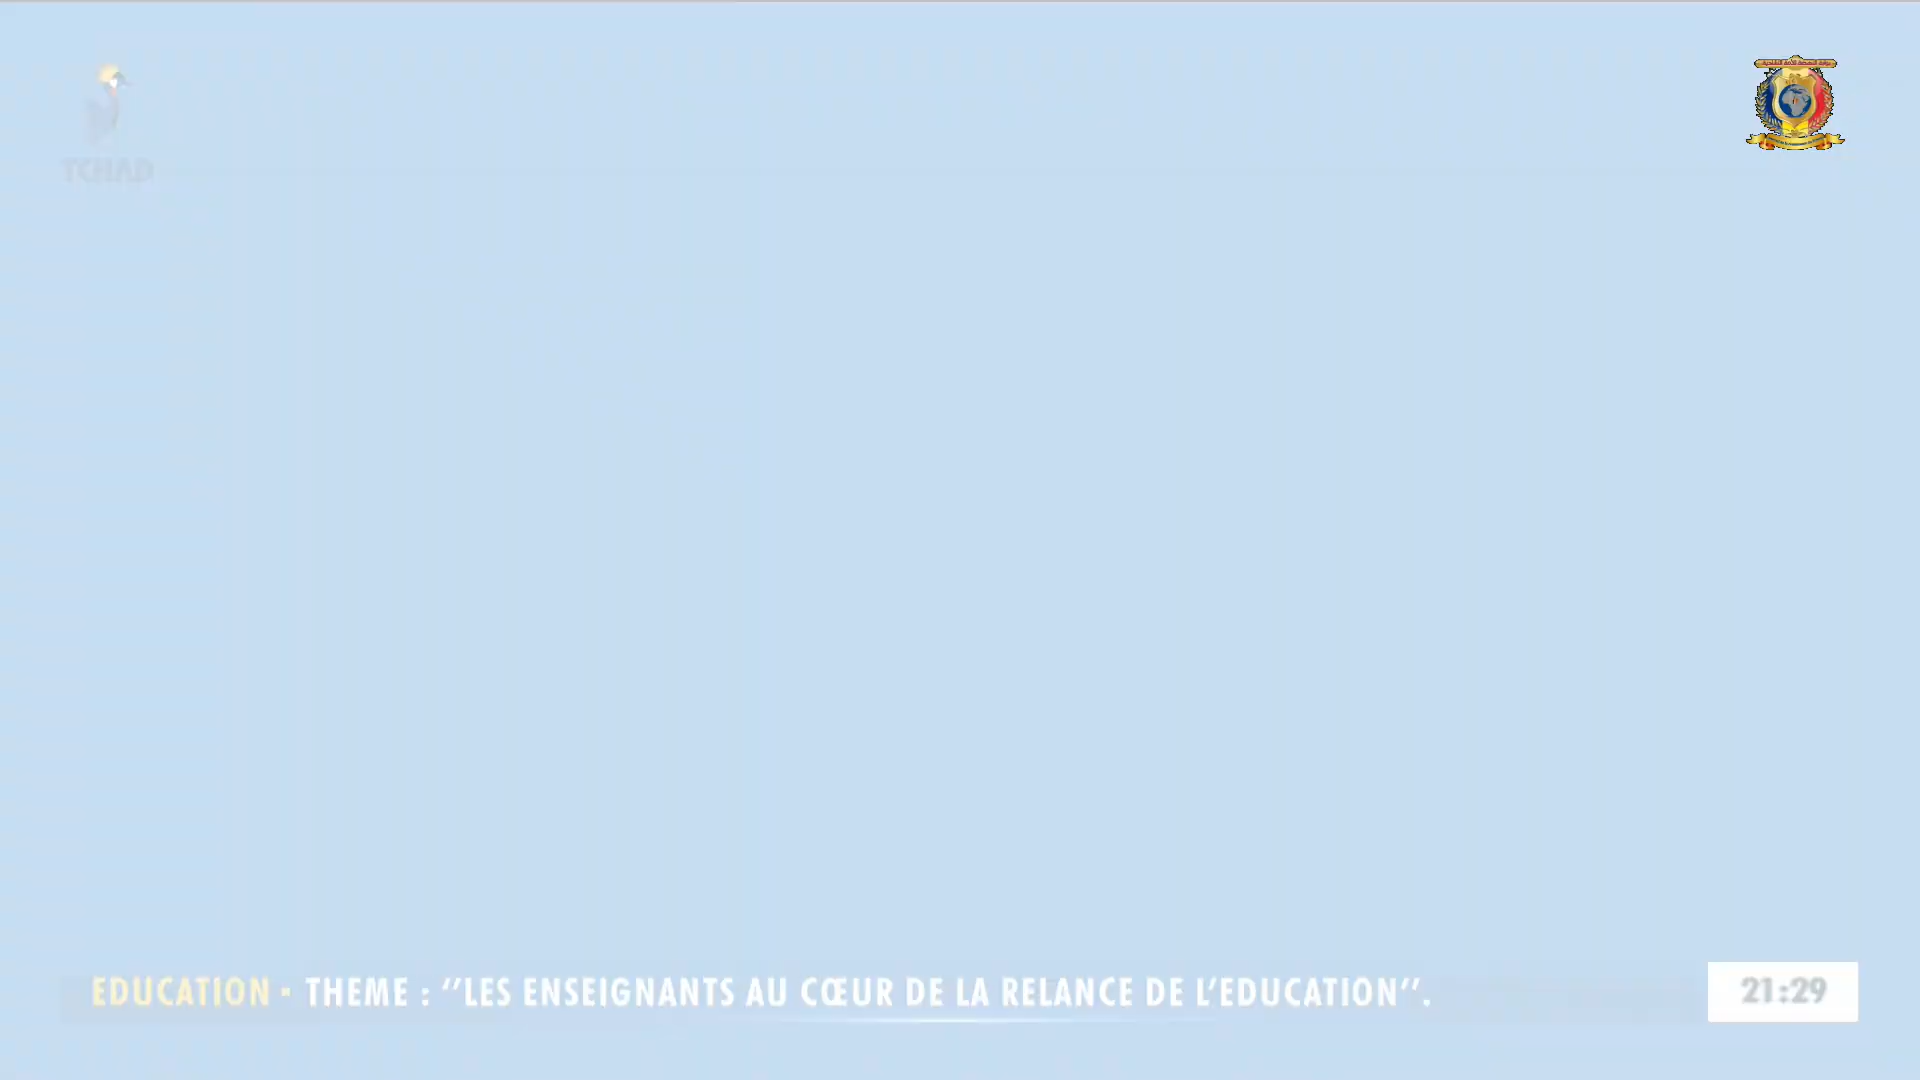 TCHAD
EDUCATION · THEME : ‘’LES ENSEIGNANTS AU CŒUR DE LA RELANCE DE L’EDUCATION’’.
21:29